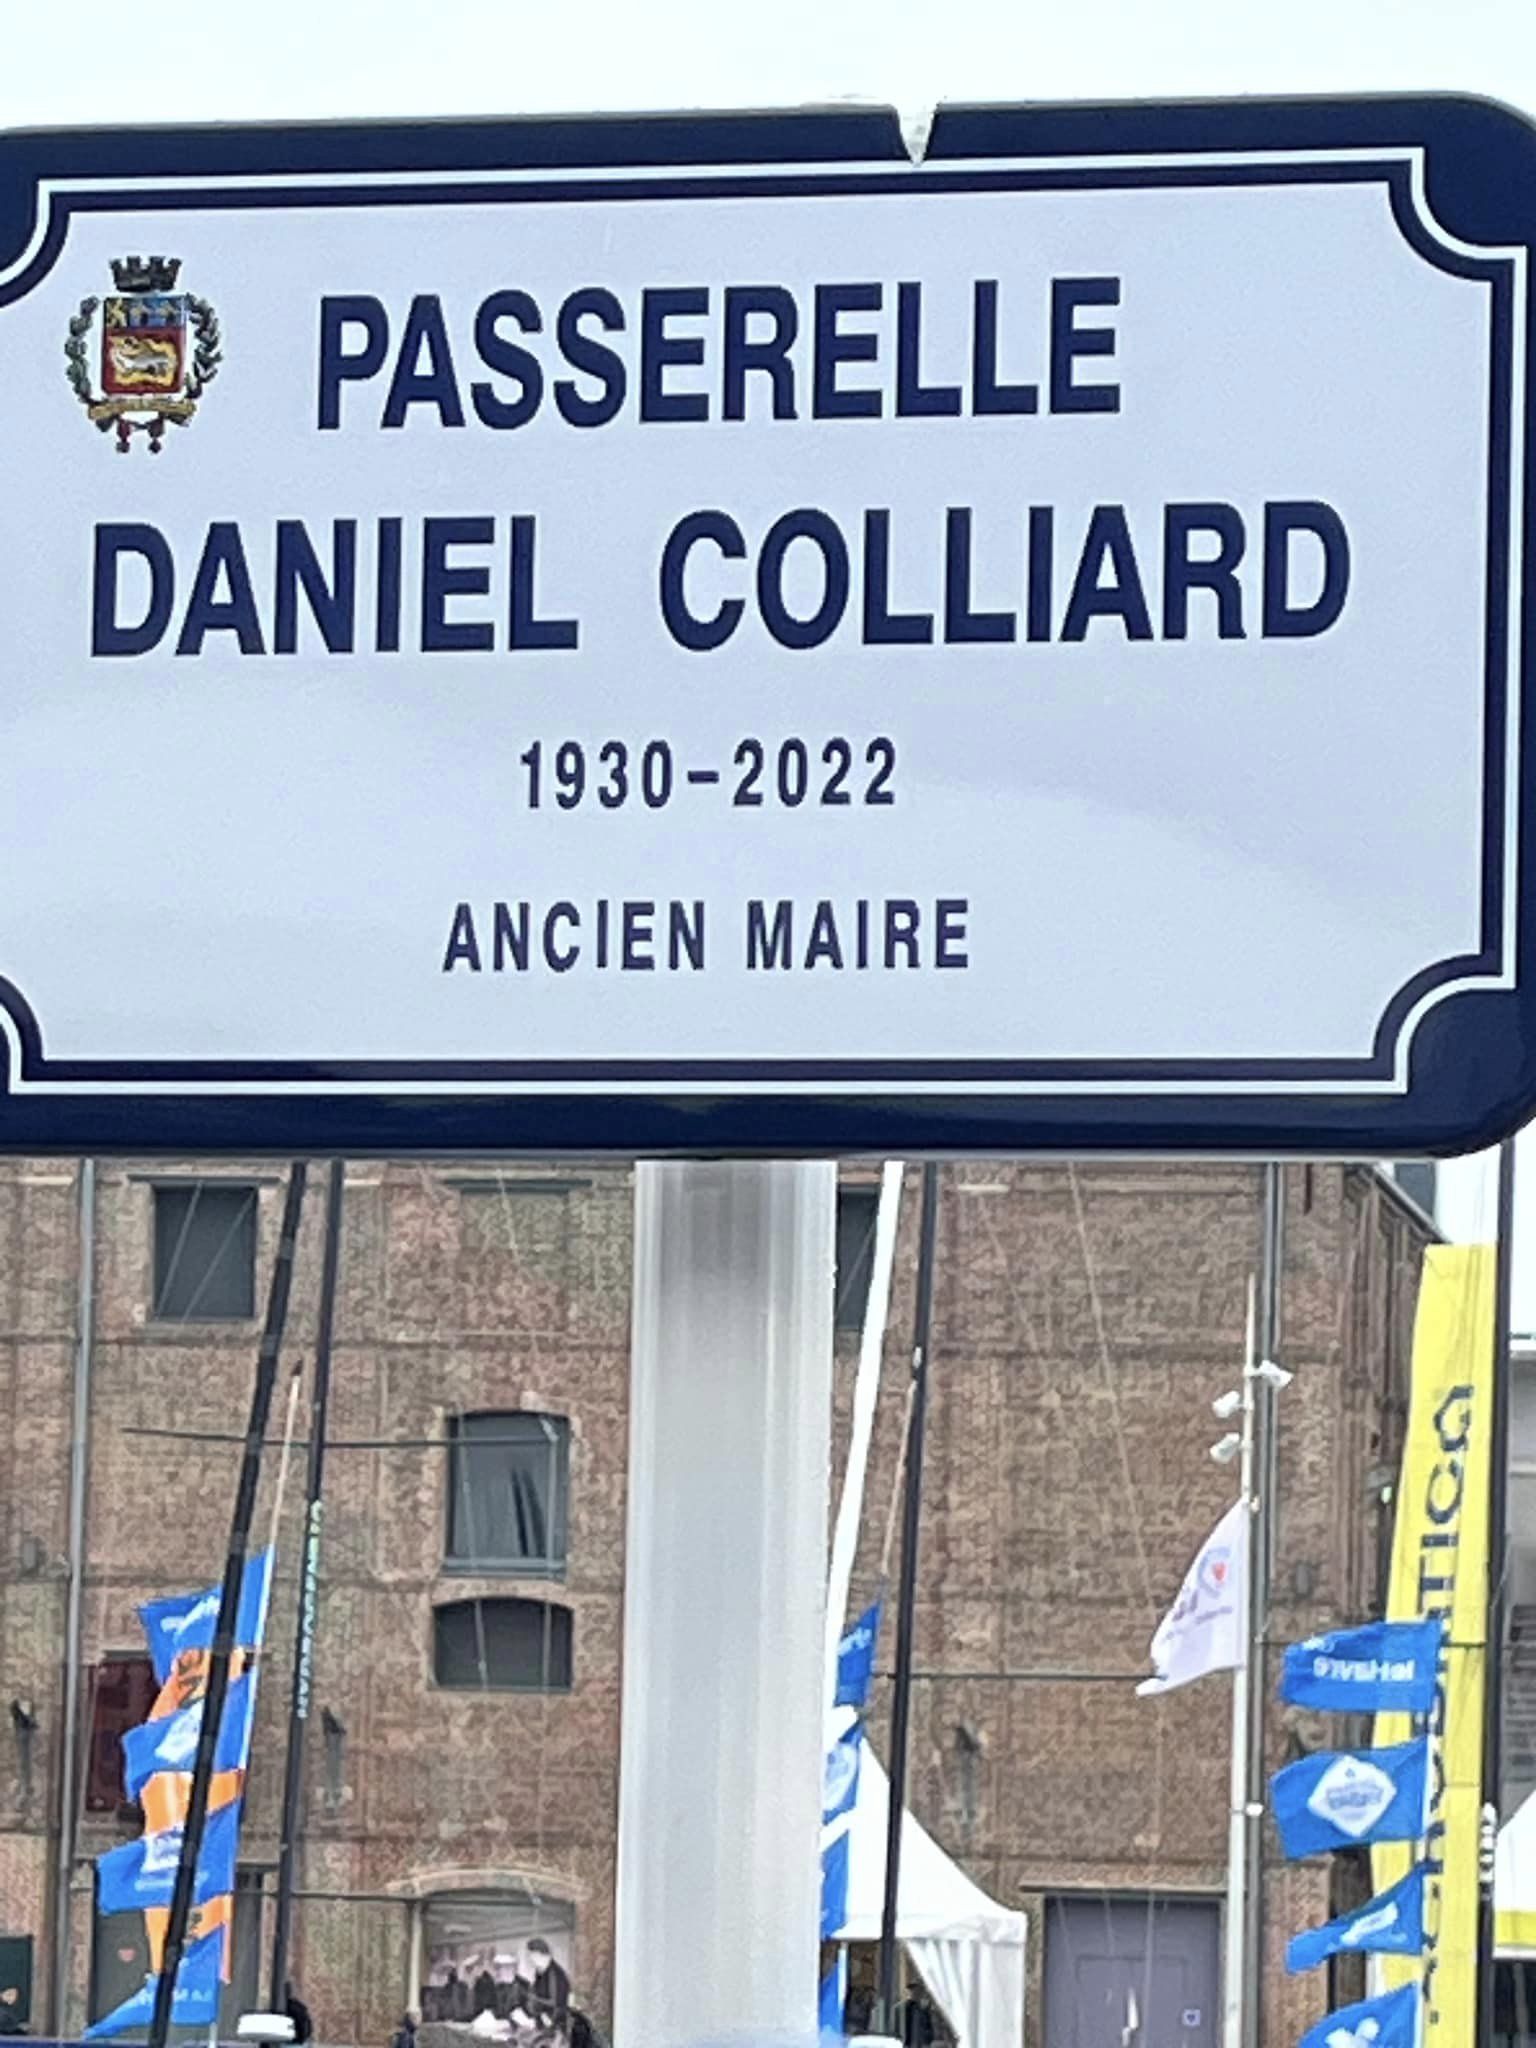 PASSERELLE
DANIEL COLLIARD
1930-2022
ANCIEN MAIRE